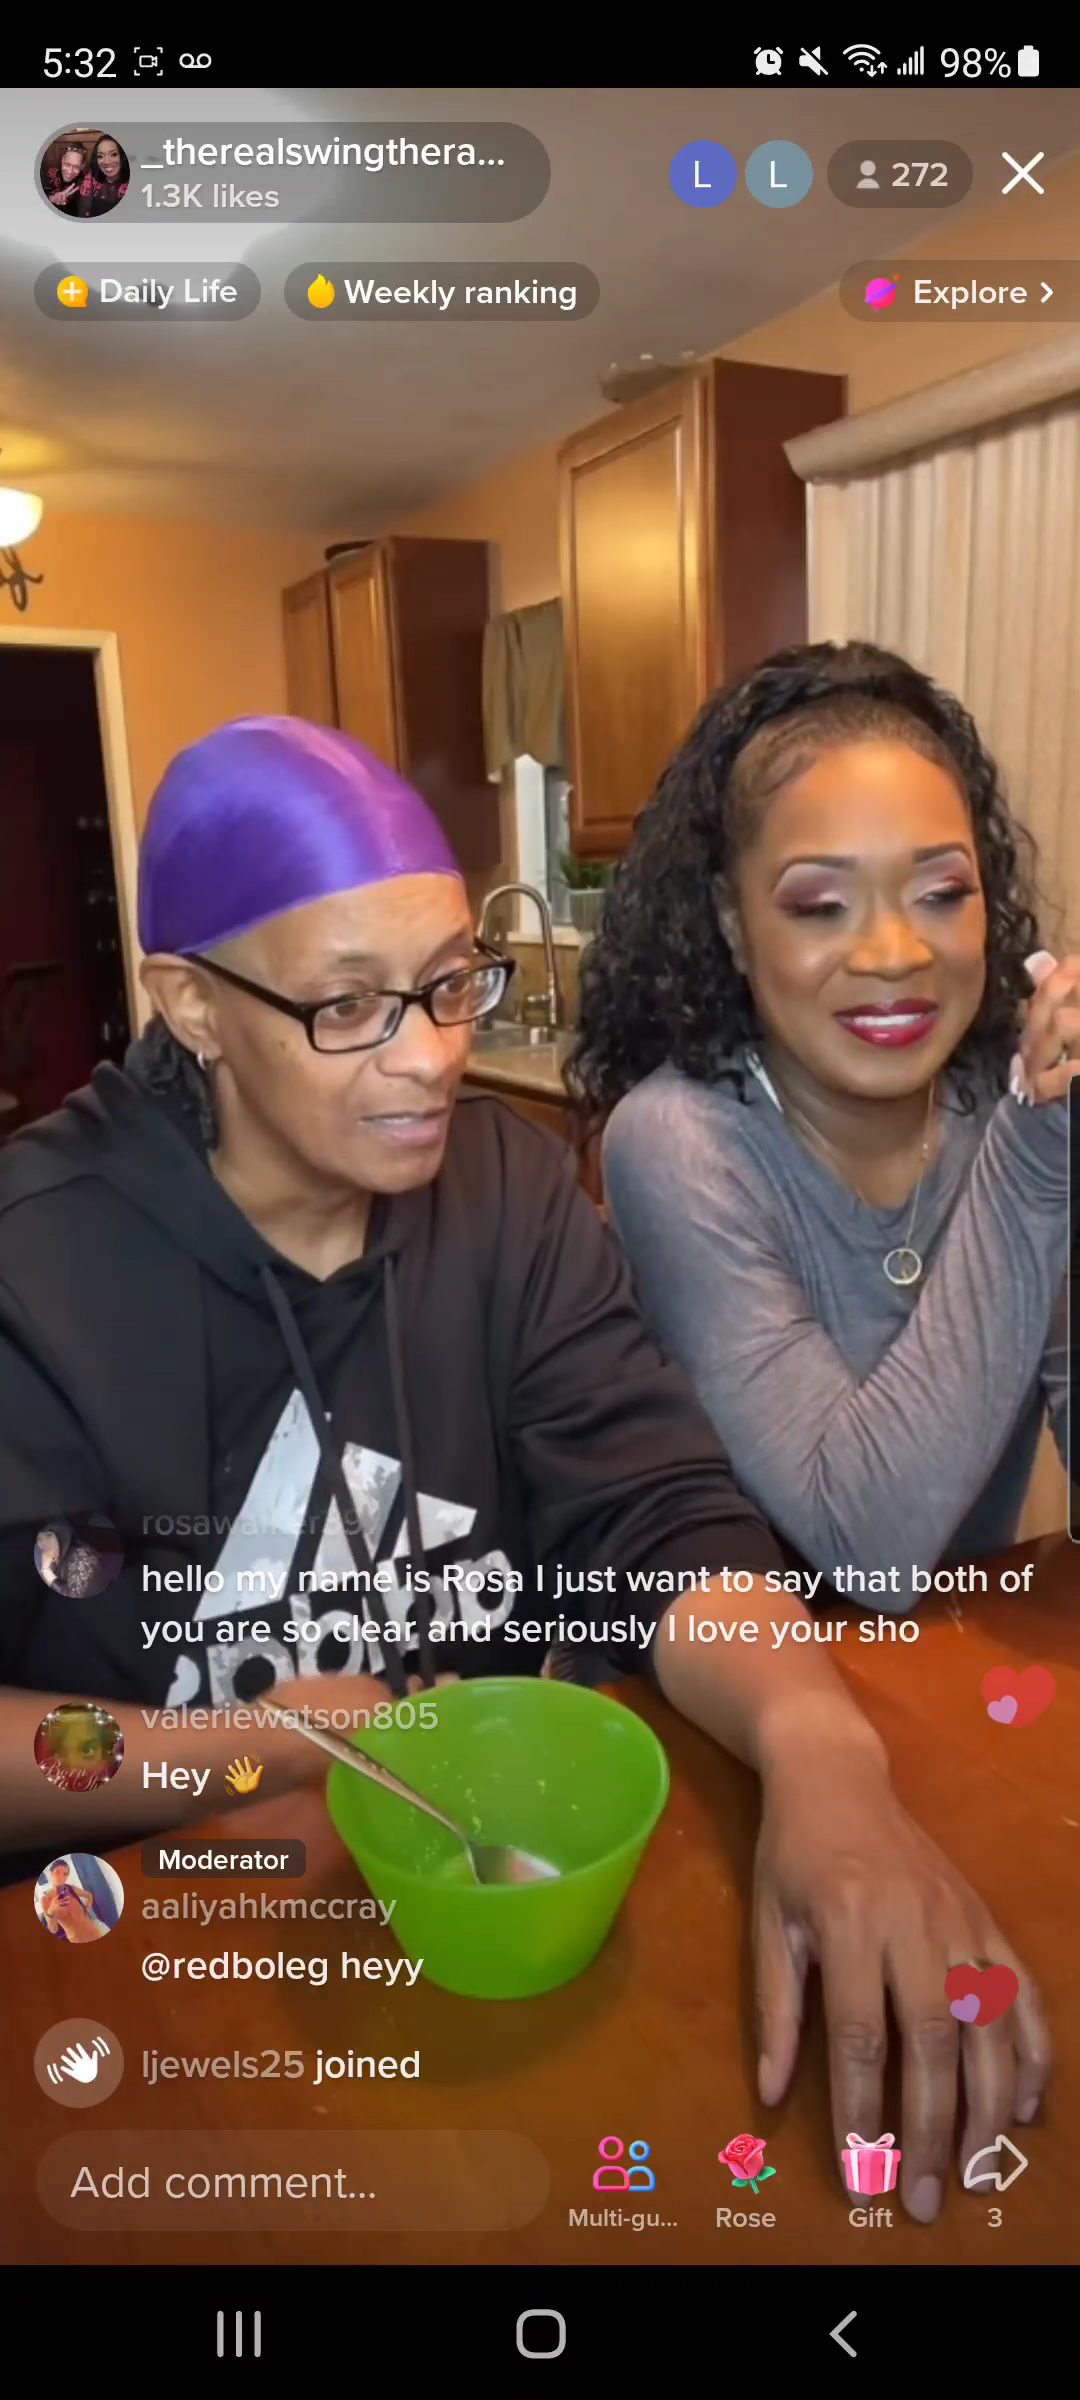 5:32
98%
_therealswingthera...
1.3K likes
L
L
272
Daily Life
Weekly ranking
Explore
adidas
hello my name is Rosa I just want to say that both of
you are so clear and seriously I love your sho
valeriewatson805
Hey 👋
Moderator
aaliyahkmccray
@redboleg heyy
ljewels25 joined
Add comment...
Multi-gu...
Rose
Gift
3